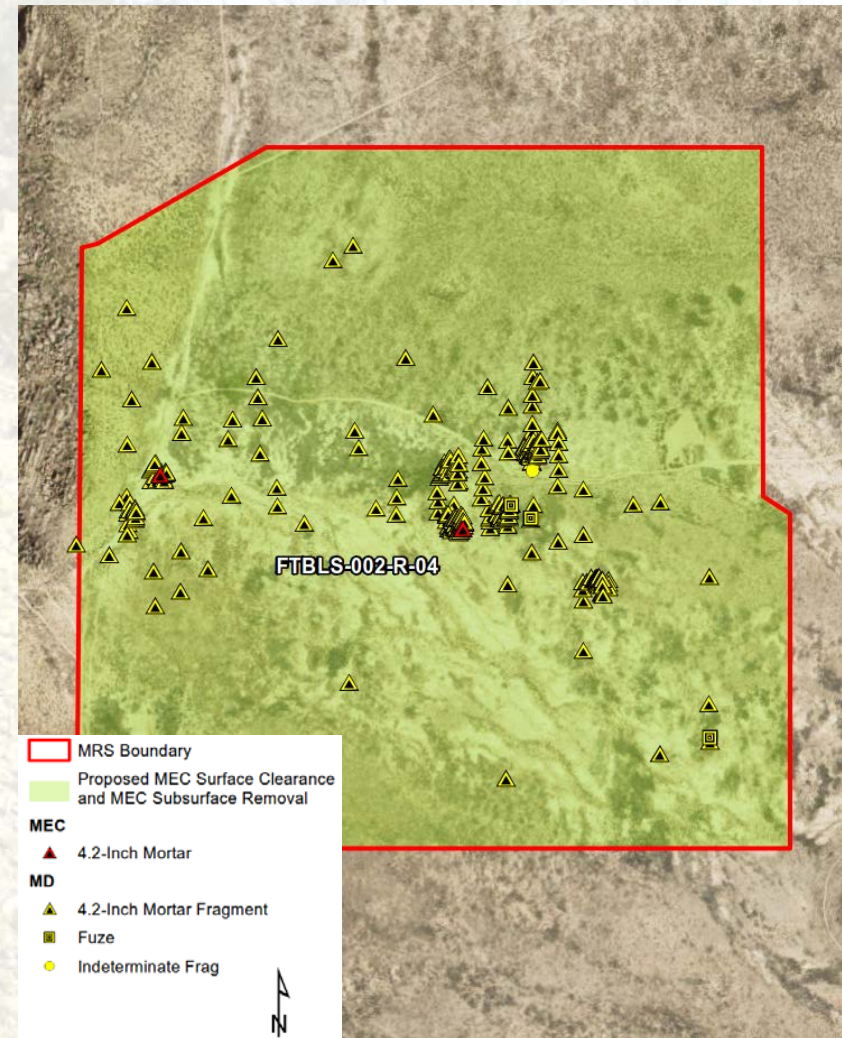 FTBLS-002-R-04
MRS Boundary
Proposed MEC Surface Clearance
and MEC Subsurface Removal
MEC
4.2-Inch Mortar
MD
4.2-Inch Mortar Fragment
Fuze
Indeterminate Frag
N